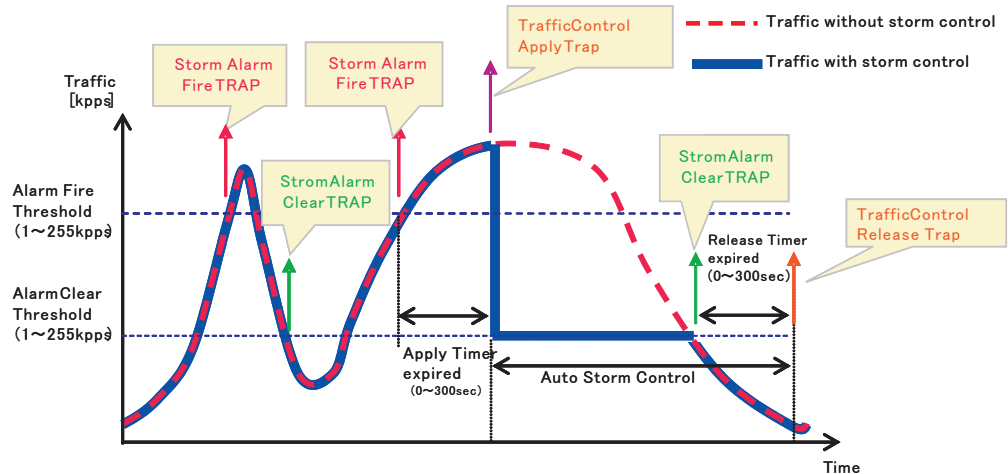 TrafficControl
ApplyTrap
Traffic without storm control
Traffic with storm control
Storm Alarm
FireTRAP
Storm Alarm
FireTRAP
Traffic
[kpps]
StromAlarm
ClearTRAP
StromAlarm
ClearTRAP
Alarm Fire
Threshold
(1～255kpps)
TrafficControl
Release Trap
Release Timer
expired
(0～300sec)
AlarmClear
Threshold
(1～255kpps)
Apply Timer
expired
(0～300sec)
Auto Storm Control
Time